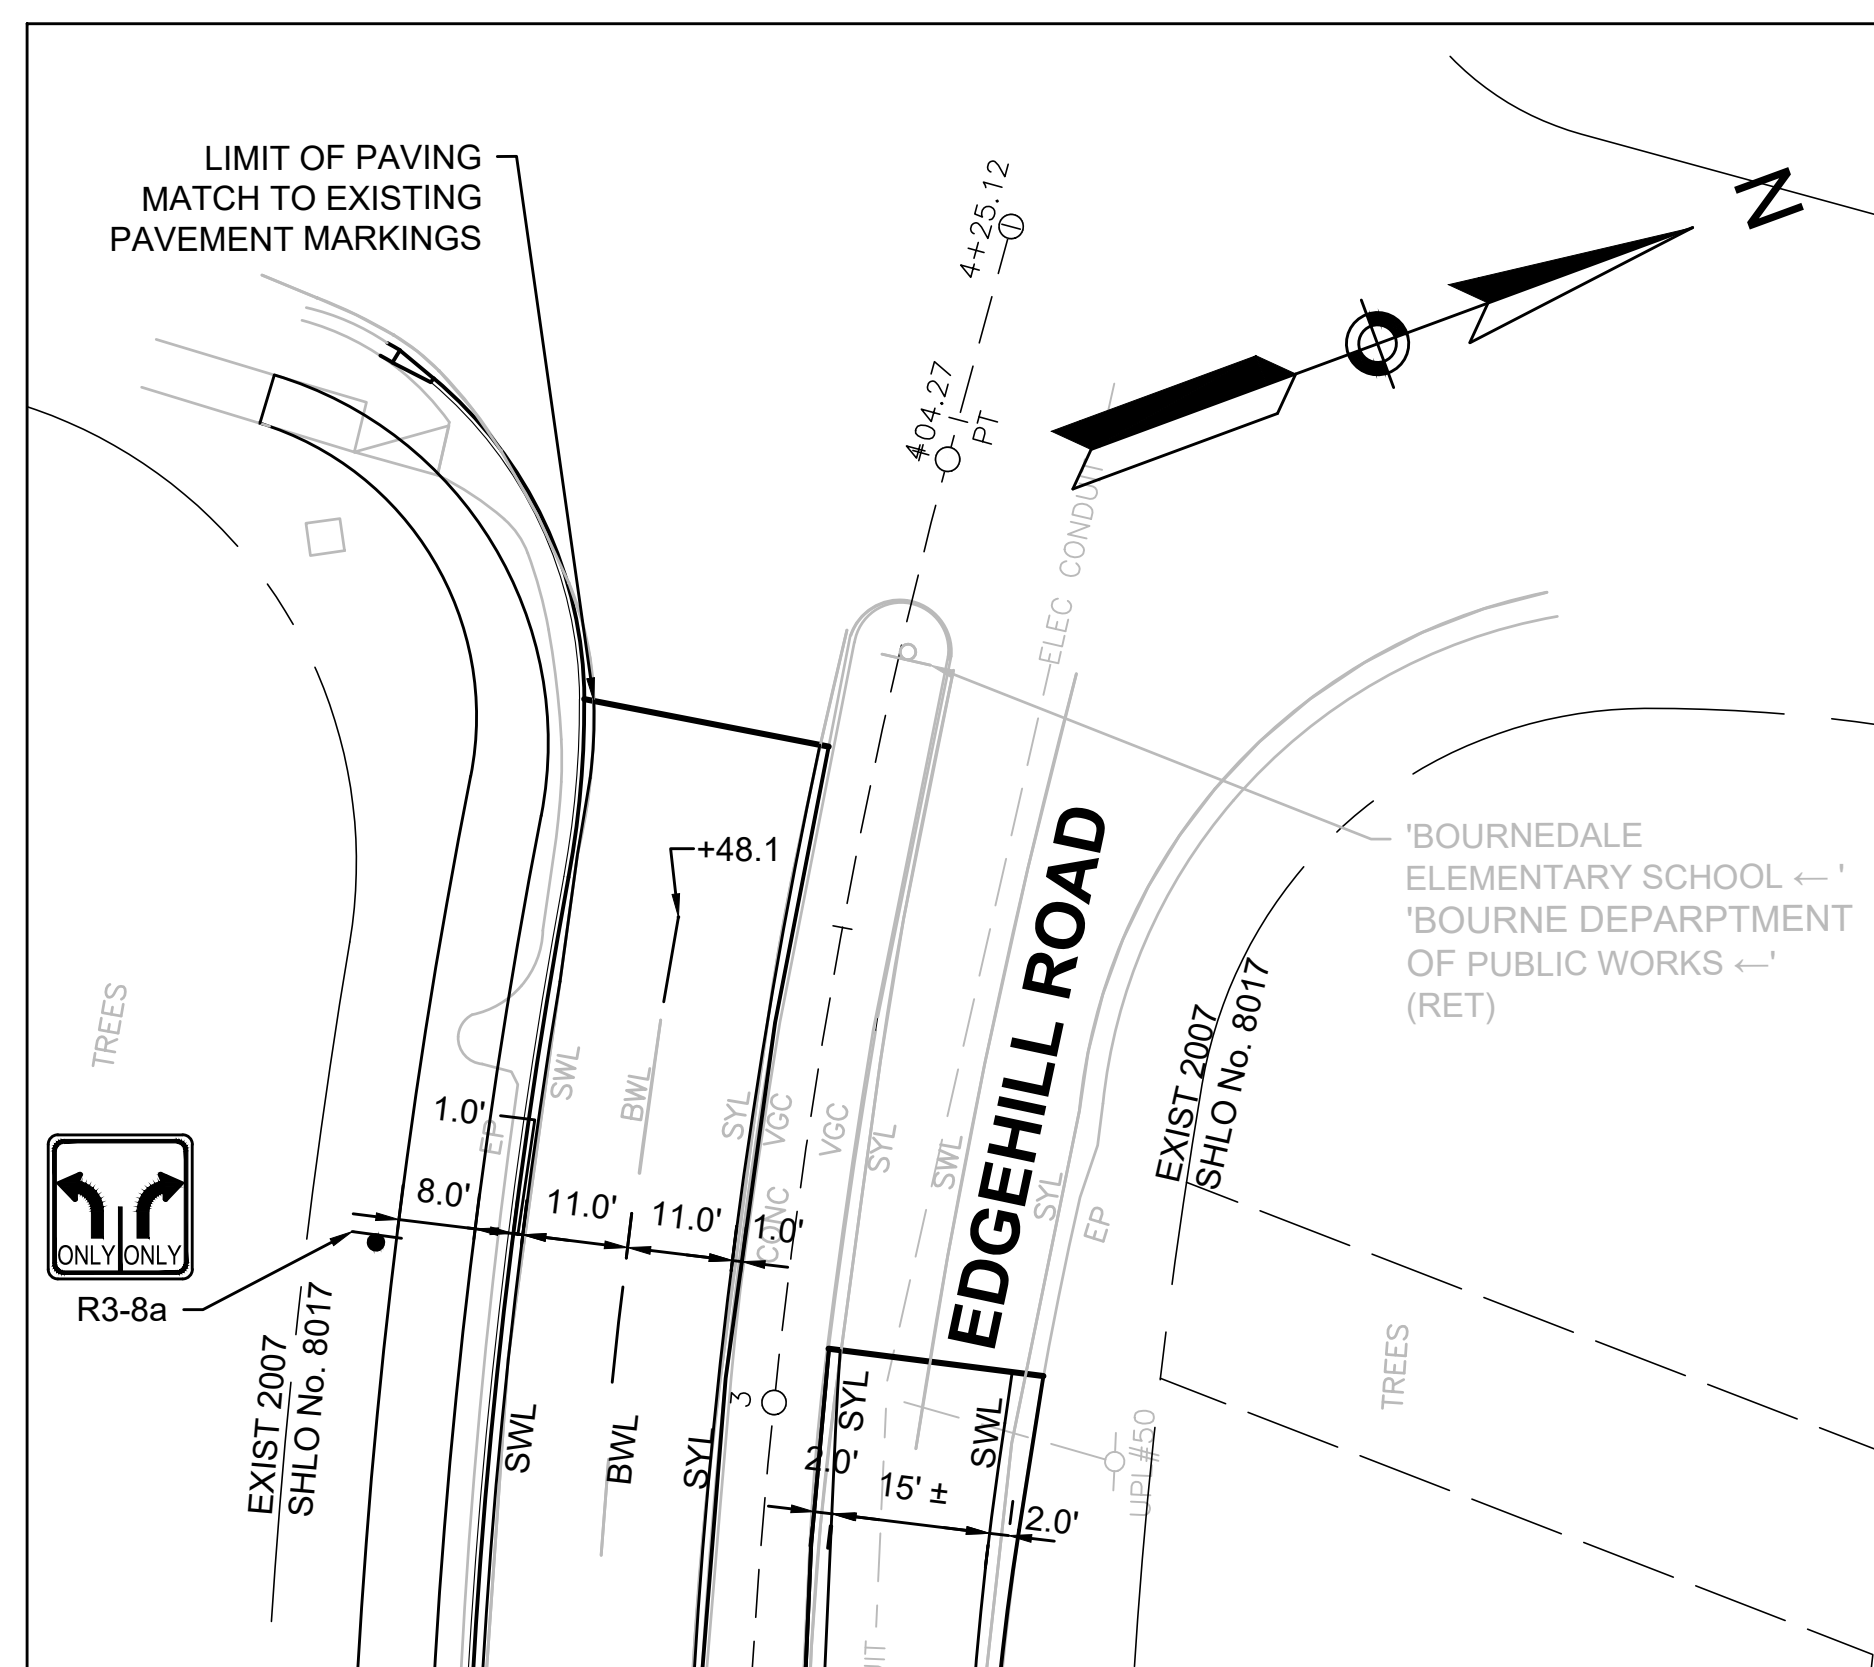 LIMIT OF PAVING
MATCH TO EXISTING
PAVEMENT MARKINGS
4+25.12
N
404.27
PT
ELEC CONDUIT
'BOURNEDALE
ELEMENTARY SCHOOL ←'
'BOURNE DEPARPTMENT
OF PUBLIC WORKS ←'
(RET)
+48.1
EDGEHILL ROAD
TREES
EXIST 2007
SHLO No. 8017
SWL
BWL
SYL
VGC
VGC
SYL
SWL
SYL
EP
1.0'
EP
8.0'
11.0'
11.0'
1.0'
CONC
ONLY ONLY
R3-8a
EXIST 2007
SHLO No. 8017
SWL
BWL
SYL
3
SYL
SWL
2.0'
15' ±
2.0'
UPL#50
TREES